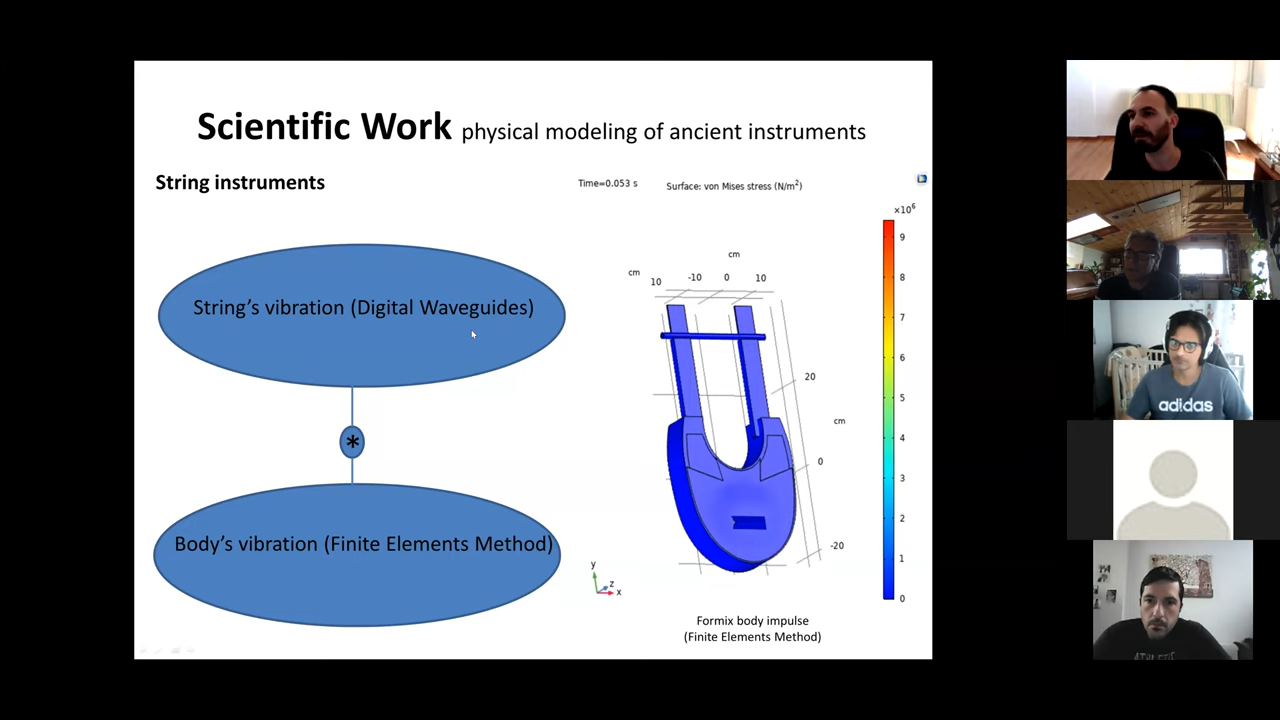 Scientific Work physical modeling of ancient instruments
String instruments
Time=0.053 s
Surface: von Mises stress (N/m²)
×10⁶
String's vibration (Digital Waveguides)
*
Body's vibration (Finite Elements Method)
cm
cm
10
-10
0
10
20
cm
0
-20
y
z
x
9
8
7
6
5
4
3
2
1
0
Formix body impulse
(Finite Elements Method)
adidas